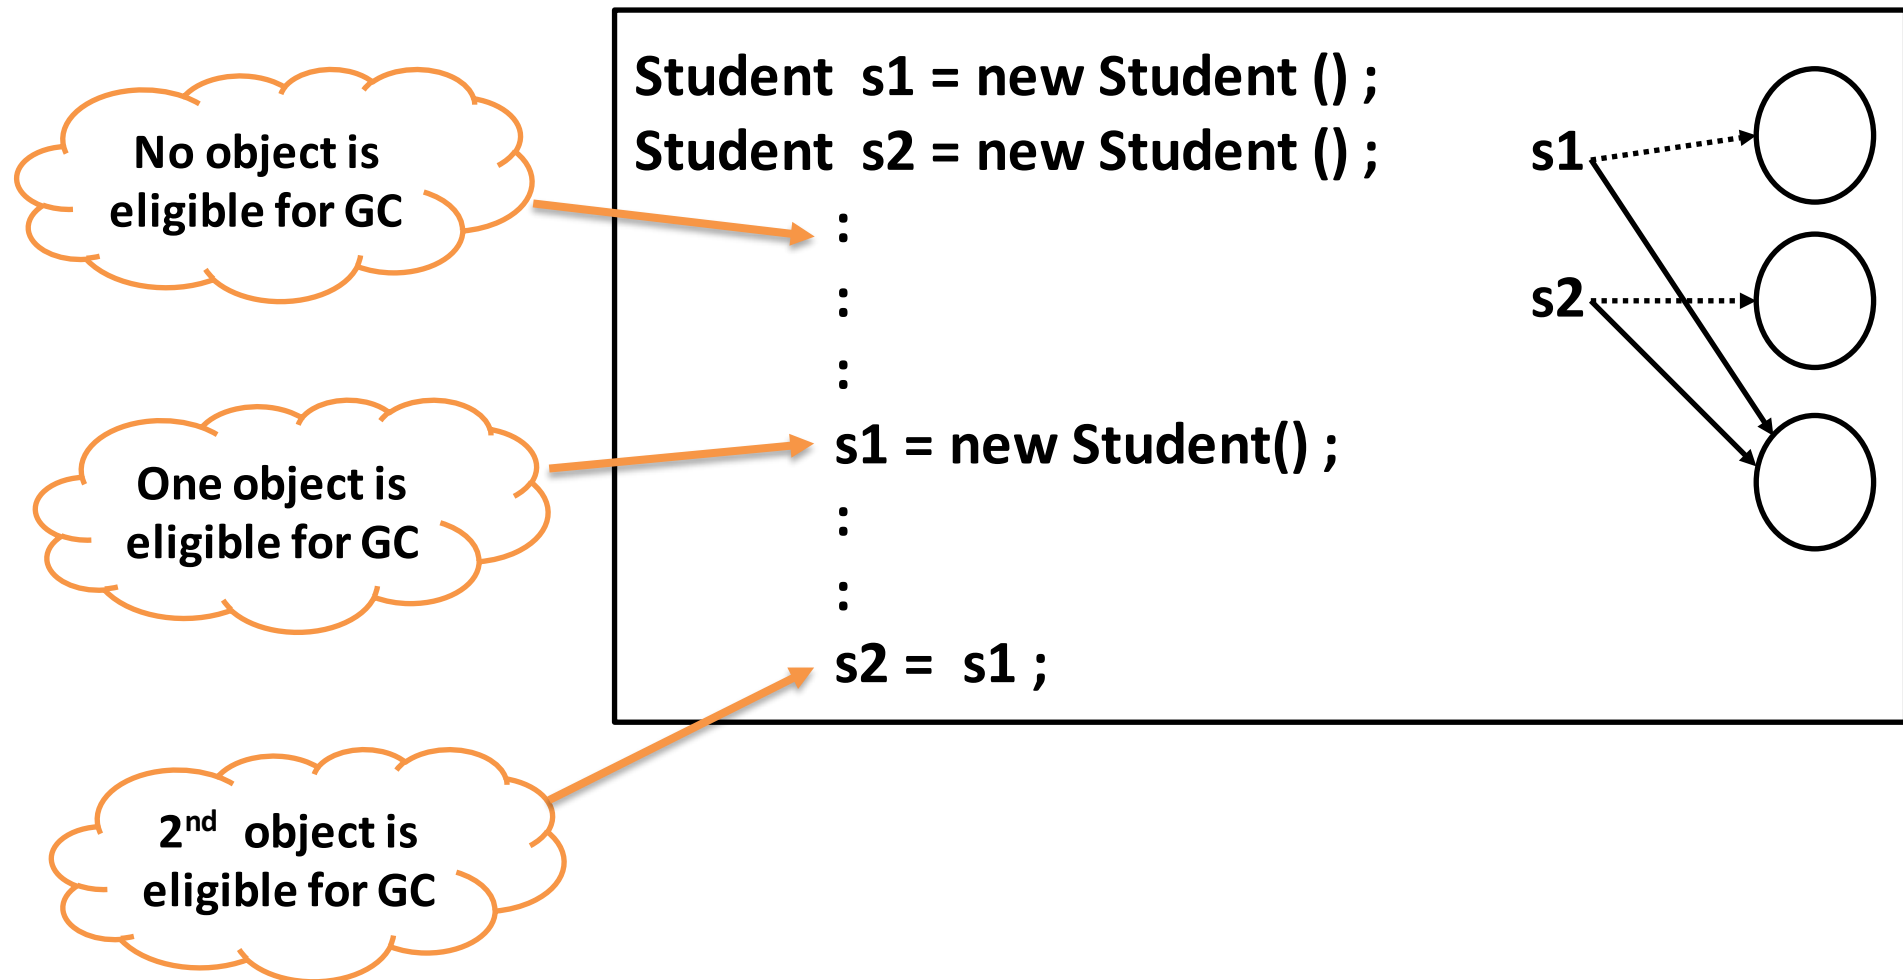 Student s1 = new Student () ;
Student s2 = new Student () ;
:
:
:
s1 = new Student() ;
:
:
s2 = s1 ;
s1
s2
No object is
eligible for GC
One object is
eligible for GC
2nd object is
eligible for GC